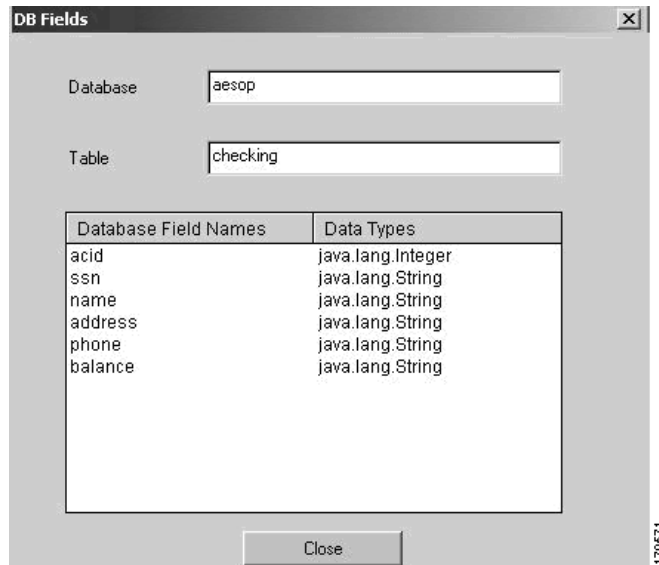 DB Fields
Database aesop
Table checking
Database Field Names Data Types
acid java.lang.Integer
ssn java.lang.String
name java.lang.String
address java.lang.String
phone java.lang.String
balance java.lang.String
Close